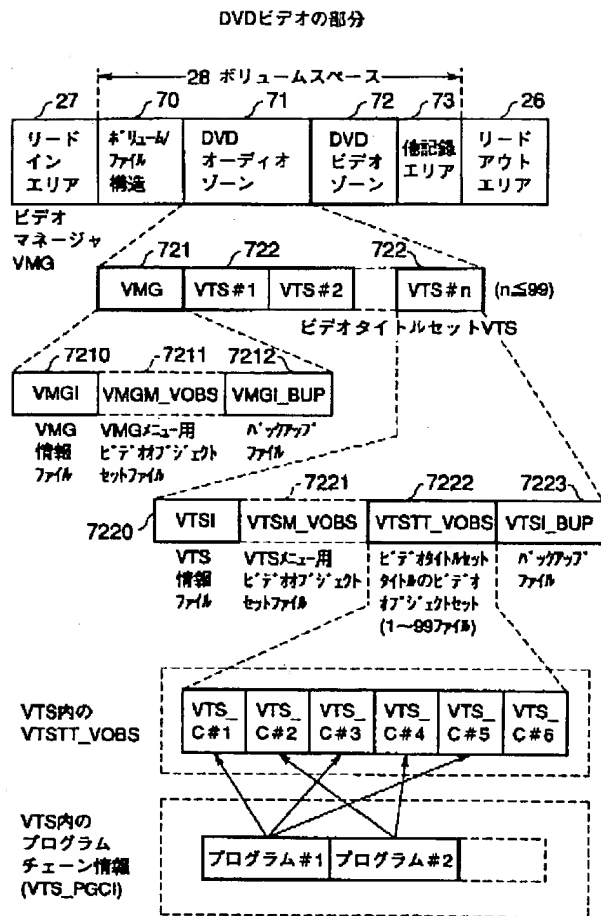 DVDビデオの部分
28 ボリュームスペース
27 70 71 72 73 26
リード
イン
エリア
ボリューム/
ファイル
構造
DVD
オーディオ
ゾーン
DVD
ビデオ
ゾーン
他記録
エリア
リード
アウト
エリア
ビデオ
マネージャ
VMG
721 722 722
VMG VTS#1 VTS#2 VTS#n (n≦99)
ビデオタイトルセットVTS
7210 7211 7212
VMGI VMGM_VOBS VMGI_BUP
VMG
情報
ファイル
VMGメニュー用
ビデオオブジェクト
セットファイル
バックアップ
ファイル
7220 7221 7222 7223
VTSI VTSM_VOBS VTSTT_VOBS VTSI_BUP
VTS
情報
ファイル
VTSメニュー用
ビデオオブジェクト
セットファイル
ビデオタイトルセット
タイトルのビデオ
オブジェクトセット
(1〜99ファイル)
バックアップ
ファイル
VTS内の
VTSTT_VOBS
VTS_
C#1
VTS_
C#2
VTS_
C#3
VTS_
C#4
VTS_
C#5
VTS_
C#6
VTS内の
プログラム
チェーン情報
(VTS_PGCI)
プログラム#1 プログラム#2